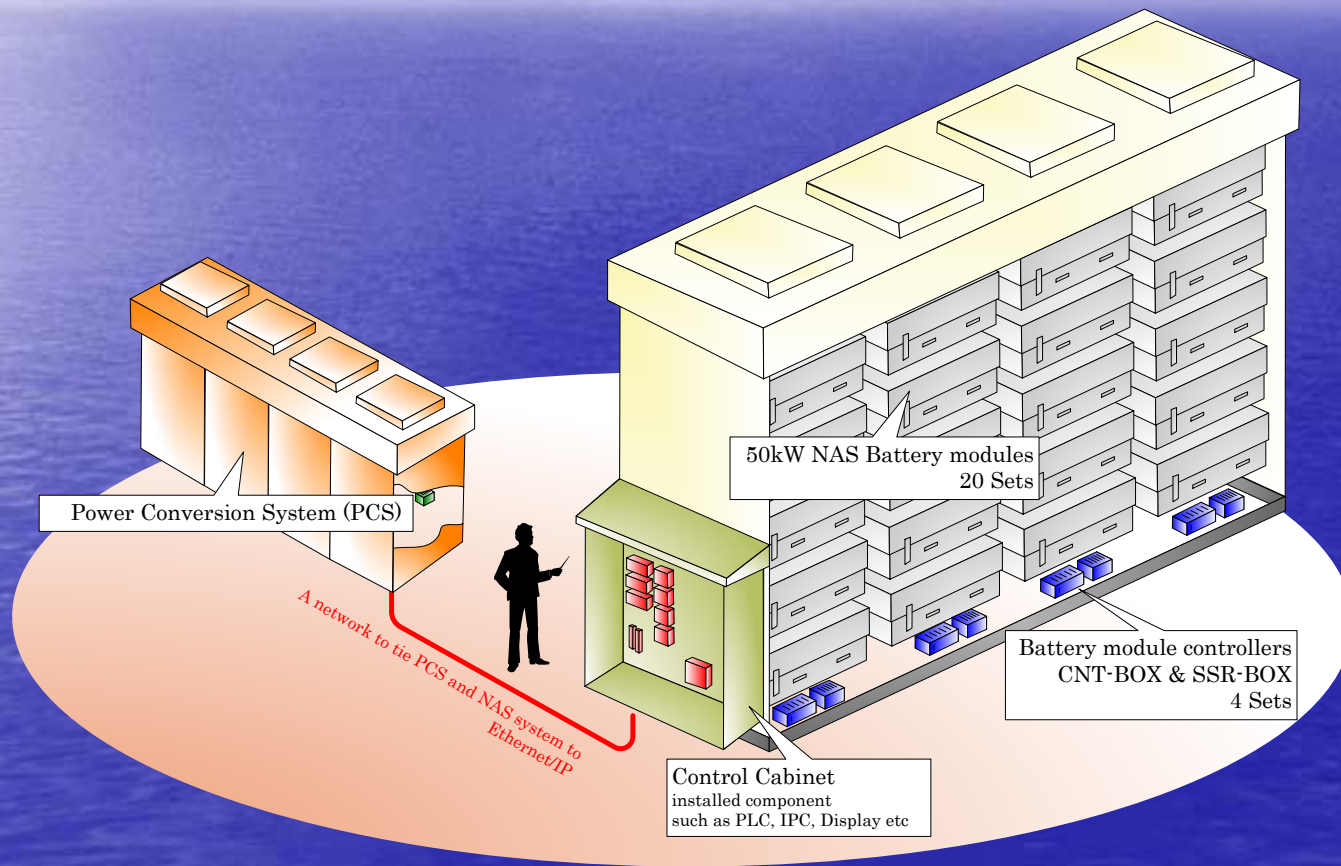 50kW NAS Battery modules
20 Sets
Power Conversion System (PCS)
A network to tie PCS and NAS system to
Ethernet/IP
Battery module controllers
CNT-BOX & SSR-BOX
4 Sets
Control Cabinet
installed component
such as PLC, IPC, Display etc